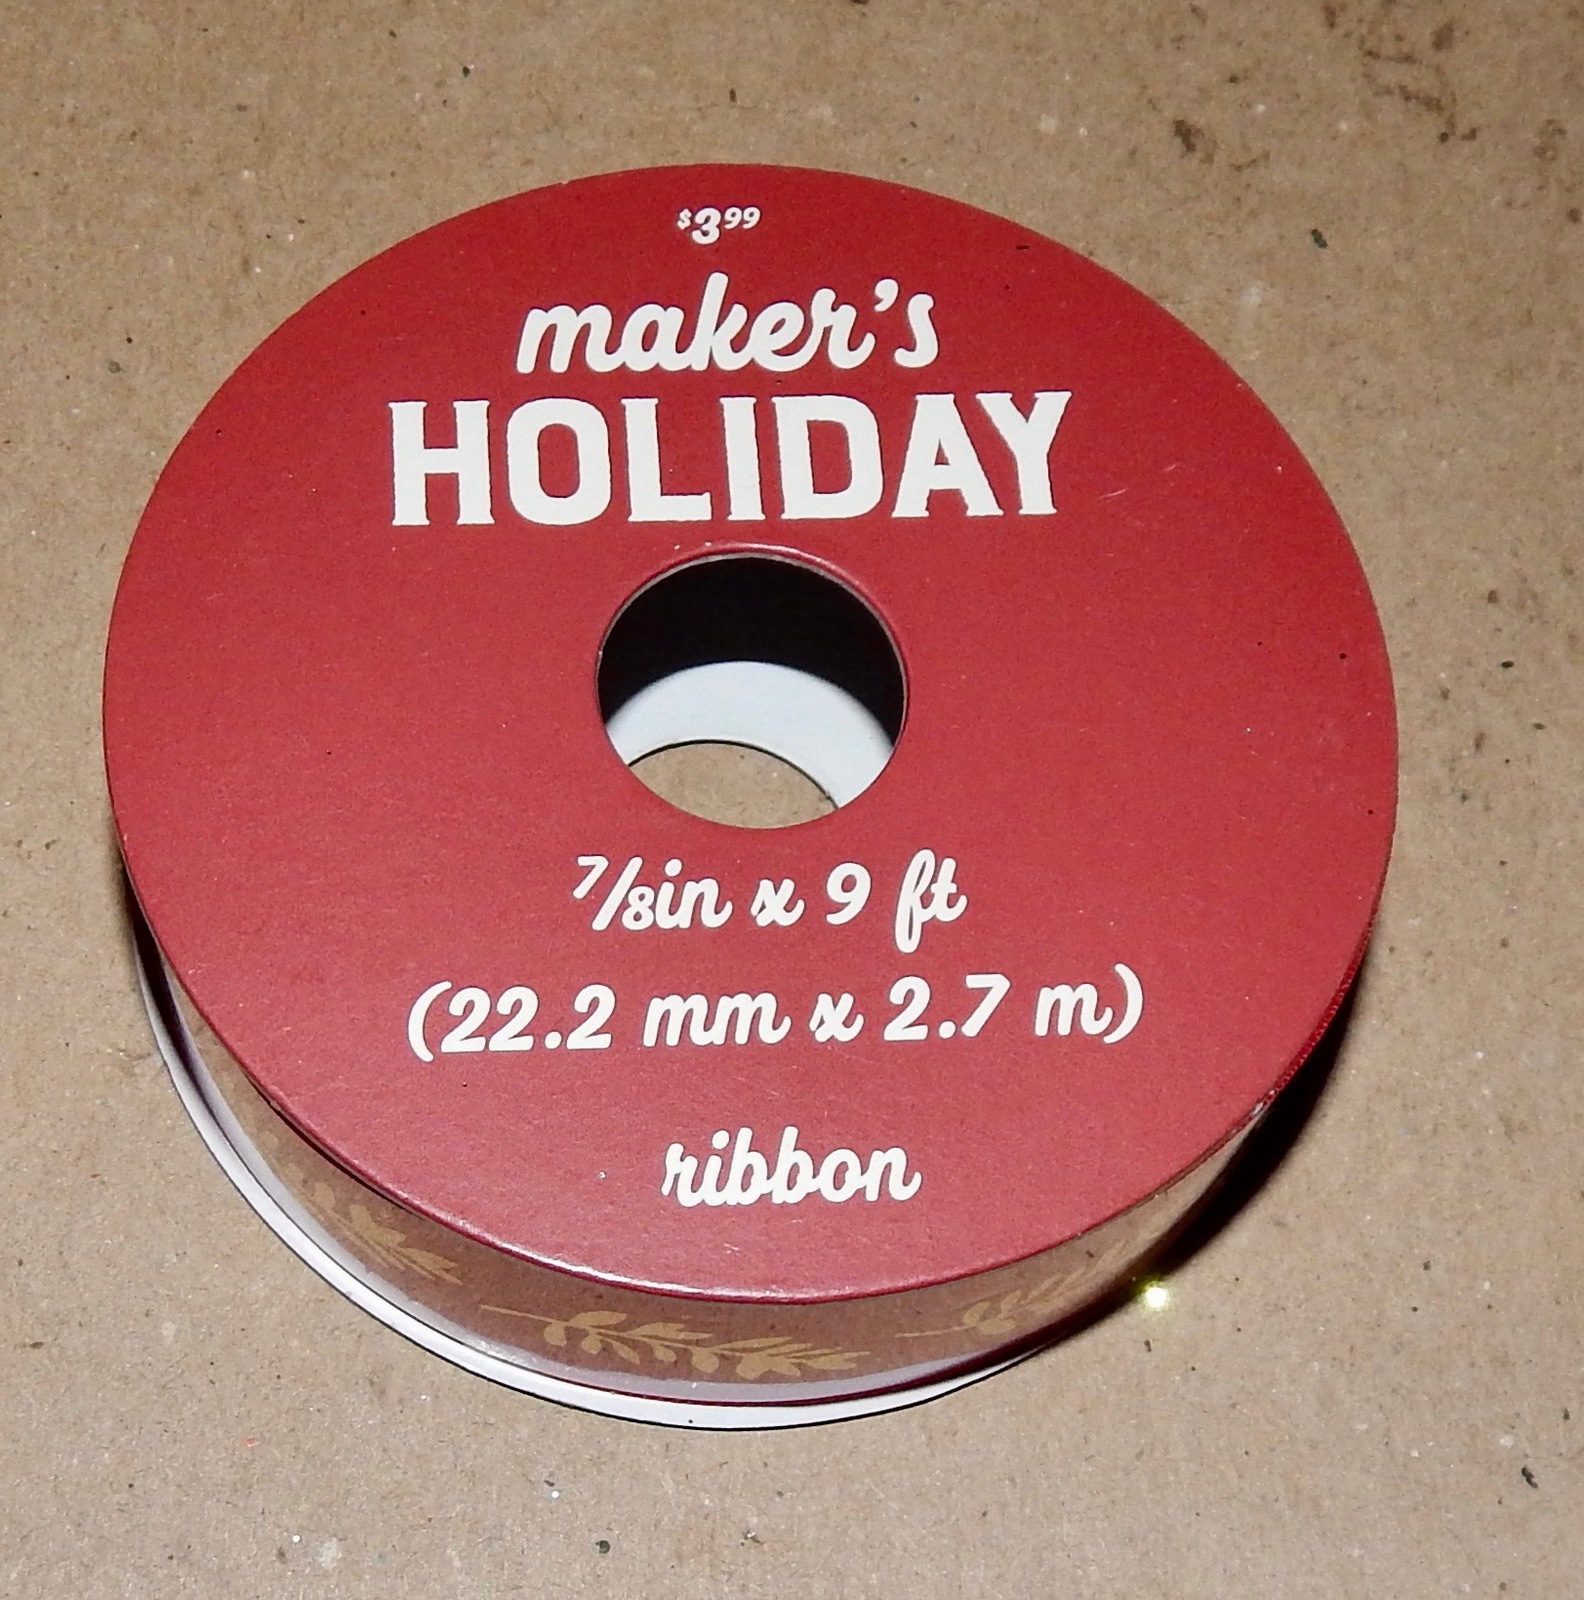 $3.99
maker's
HOLIDAY
7/8in x 9 ft
(22.2 mm x 2.7 m)
ribbon